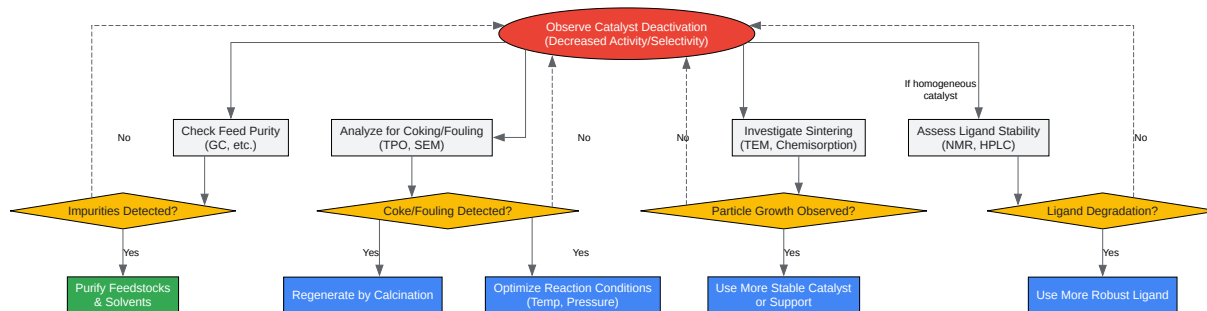 Observe Catalyst Deactivation
(Decreased Activity/Selectivity)
If homogeneous
catalyst
No
Check Feed Purity
(GC, etc.)
Analyze for Coking/Fouling
(TPO, SEM)
No
No
Investigate Sintering
(TEM, Chemisorption)
Assess Ligand Stability
(NMR, HPLC)
No
Impurities Detected?
Coke/Fouling Detected?
Particle Growth Observed?
Ligand Degradation?
Yes
Yes
Yes
Yes
Yes
Purify Feedstocks
& Solvents
Regenerate by Calcination
Optimize Reaction Conditions
(Temp, Pressure)
Use More Stable Catalyst
or Support
Use More Robust Ligand